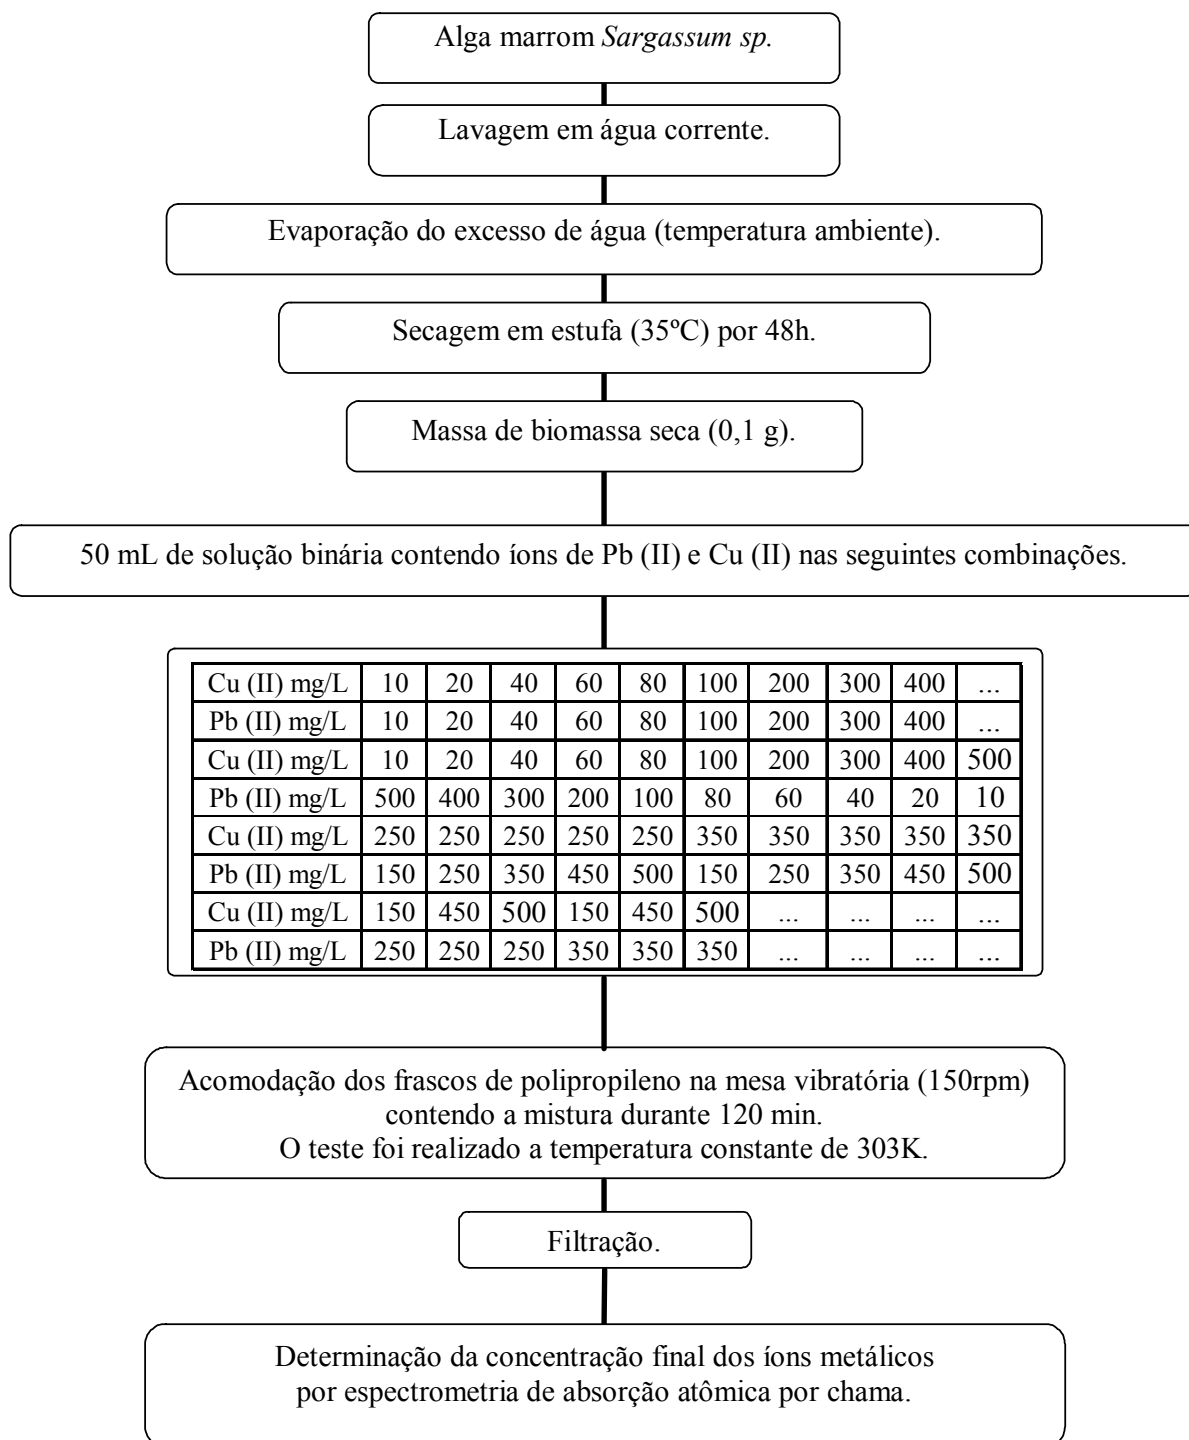 Alga marrom Sargassum sp.
Lavagem em água corrente.
Evaporação do excesso de água (temperatura ambiente).
Secagem em estufa (35ºC) por 48h.
Massa de biomassa seca (0,1 g).
50 mL de solução binária contendo íons de Pb (II) e Cu (II) nas seguintes combinações.
Cu (II) mg/L 10 20 40 60 80 100 200 300 400 ...
Pb (II) mg/L 10 20 40 60 80 100 200 300 400 ...
Cu (II) mg/L 10 20 40 60 80 100 200 300 400 500
Pb (II) mg/L 500 400 300 200 100 80 60 40 20 10
Cu (II) mg/L 250 250 250 250 250 350 350 350 350 350
Pb (II) mg/L 150 250 350 450 500 150 250 350 450 500
Cu (II) mg/L 150 450 500 150 450 500 ... ... ... ...
Pb (II) mg/L 250 250 250 350 350 350 ... ... ... ...
Acomodação dos frascos de polipropileno na mesa vibratória (150rpm)
contendo a mistura durante 120 min.
O teste foi realizado a temperatura constante de 303K.
Filtração.
Determinação da concentração final dos íons metálicos
por espectrometria de absorção atômica por chama.